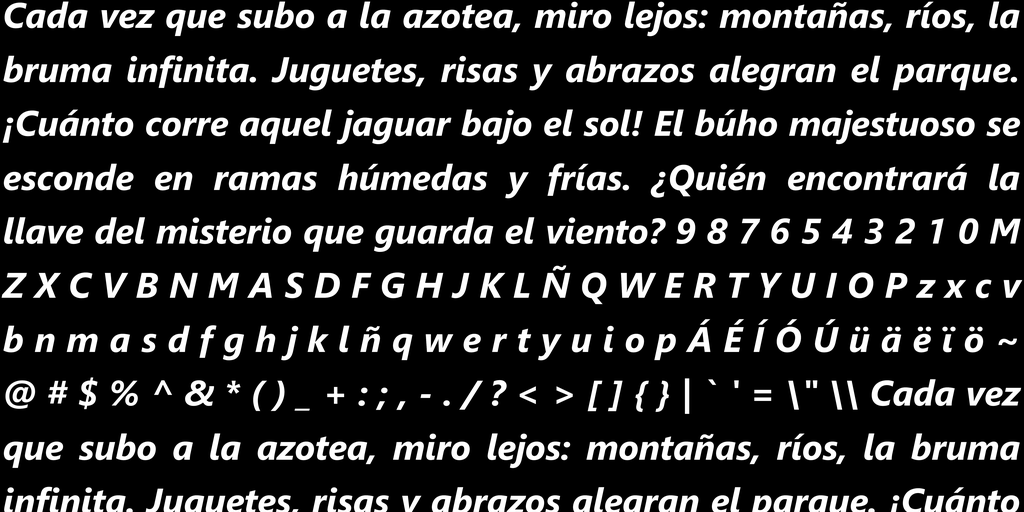 Cada vez que subo a la azotea, miro lejos: montañas, ríos, la
bruma infinita. Juguetes, risas y abrazos alegran el parque.
¡Cuánto corre aquel jaguar bajo el sol! El búho majestuoso se
esconde en ramas húmedas y frías. ¿Quién encontrará la
llave del misterio que guarda el viento? 9 8 7 6 5 4 3 2 1 0 M
Z X C V B N M A S D F G H J K L Ñ Q W E R T Y U I O P z x c v
b n m a s d f g h j k l ñ q w e r t y u i o p Á É Í Ó Ú ü ä ë ï ö ~
@ # $ % ^ & * ( ) _ + : ; , - . / ? < > [ ] { } | ` ' = \" \\ Cada vez
que subo a la azotea, miro lejos: montañas, ríos, la bruma
infinita. Juguetes, risas y abrazos alegran el parque. ¡Cuánto